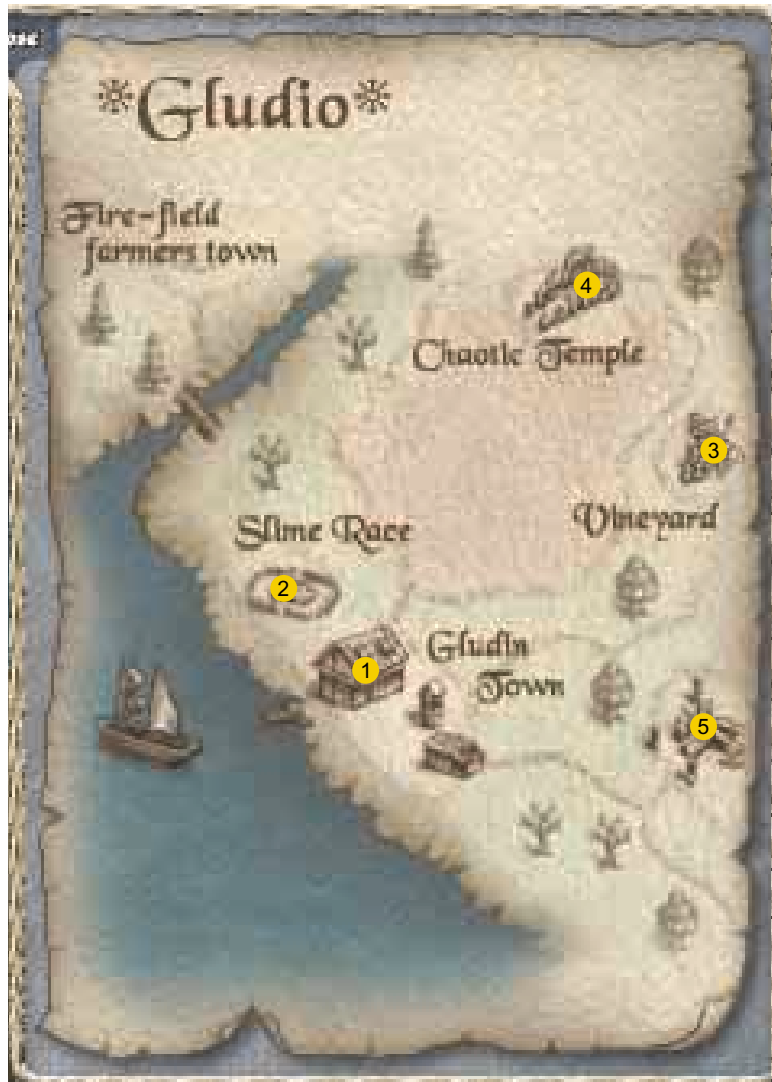 *Gludio*
Fire-field
farmers town
4
Chaotic Temple
3
Vineyard
Slime Race
2
1
Gludin
Town
5